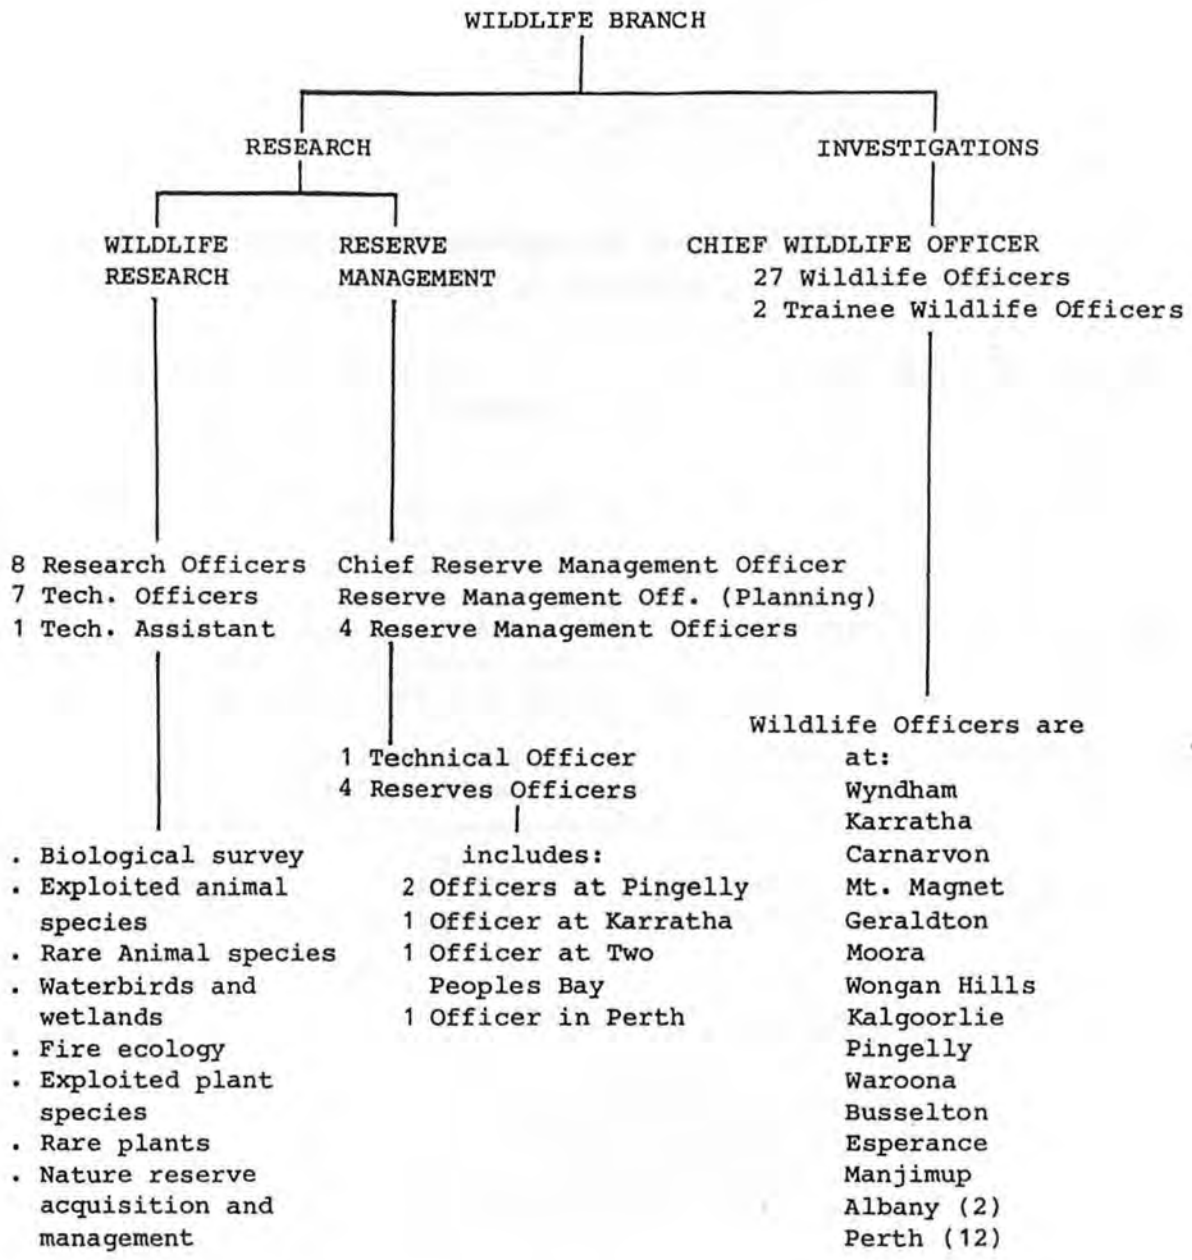 WILDLIFE BRANCH
RESEARCH
INVESTIGATIONS
WILDLIFE
RESEARCH
RESERVE
MANAGEMENT
CHIEF WILDLIFE OFFICER
27 Wildlife Officers
2 Trainee Wildlife Officers
8 Research Officers
7 Tech. Officers
1 Tech. Assistant
Chief Reserve Management Officer
Reserve Management Off. (Planning)
4 Reserve Management Officers
1 Technical Officer
4 Reserves Officers
. Biological survey
. Exploited animal
species
. Rare Animal species
. Waterbirds and
wetlands
. Fire ecology
. Exploited plant
species
. Rare plants
. Nature reserve
acquisition and
management
includes:
2 Officers at Pingelly
1 Officer at Karratha
1 Officer at Two
Peoples Bay
1 Officer in Perth
Wildlife Officers are
at:
Wyndham
Karratha
Carnarvon
Mt. Magnet
Geraldton
Moora
Wongan Hills
Kalgoorlie
Pingelly
Waroona
Busselton
Esperance
Manjimup
Albany (2)
Perth (12)